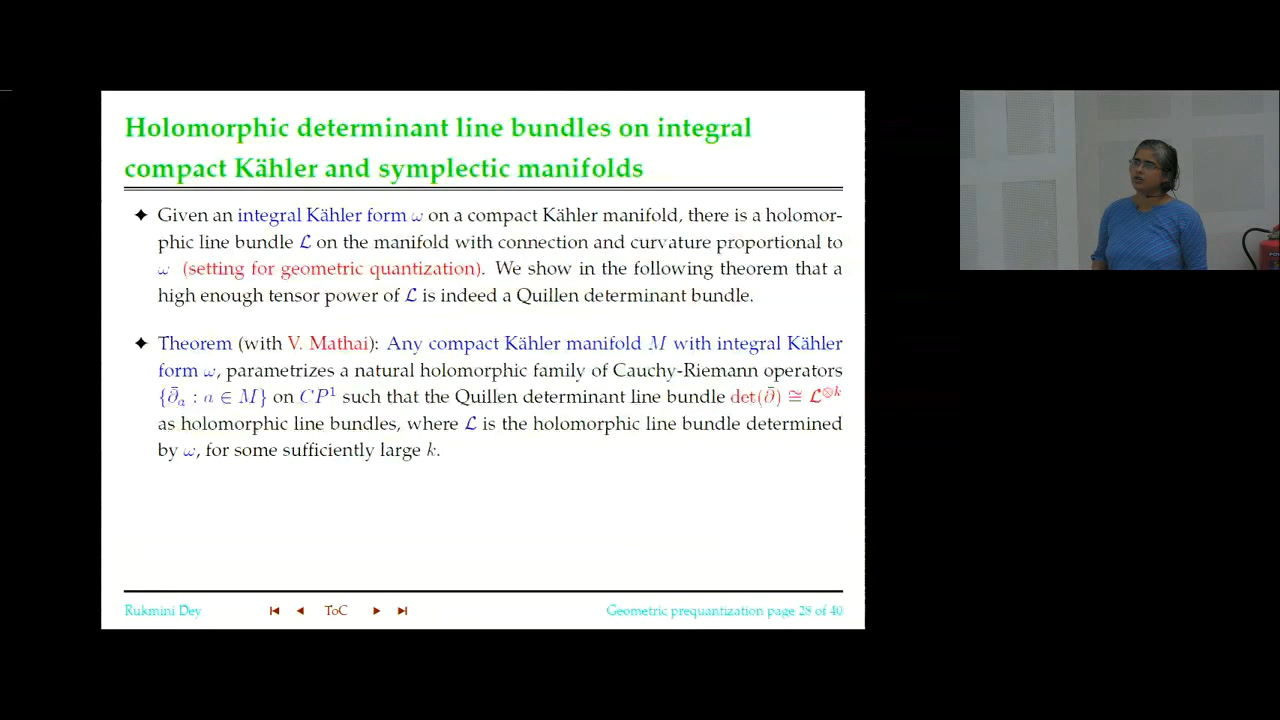 Holomorphic determinant line bundles on integral
compact Kähler and symplectic manifolds
✦ Given an integral Kähler form ω on a compact Kähler manifold, there is a holomor-
phic line bundle ℒ on the manifold with connection and curvature proportional to
ω (setting for geometric quantization). We show in the following theorem that a
high enough tensor power of ℒ is indeed a Quillen determinant bundle.
✦ Theorem (with V. Mathai): Any compact Kähler manifold M with integral Kähler
form ω, parametrizes a natural holomorphic family of Cauchy-Riemann operators
{∂̄ₐ : a ∈ M} on CP¹ such that the Quillen determinant line bundle det(∂̄) ≅ ℒ^{⊗k}
as holomorphic line bundles, where ℒ is the holomorphic line bundle determined
by ω, for some sufficiently large k.
Rukmini Dey ToC Geometric prequantization page 28 of 40